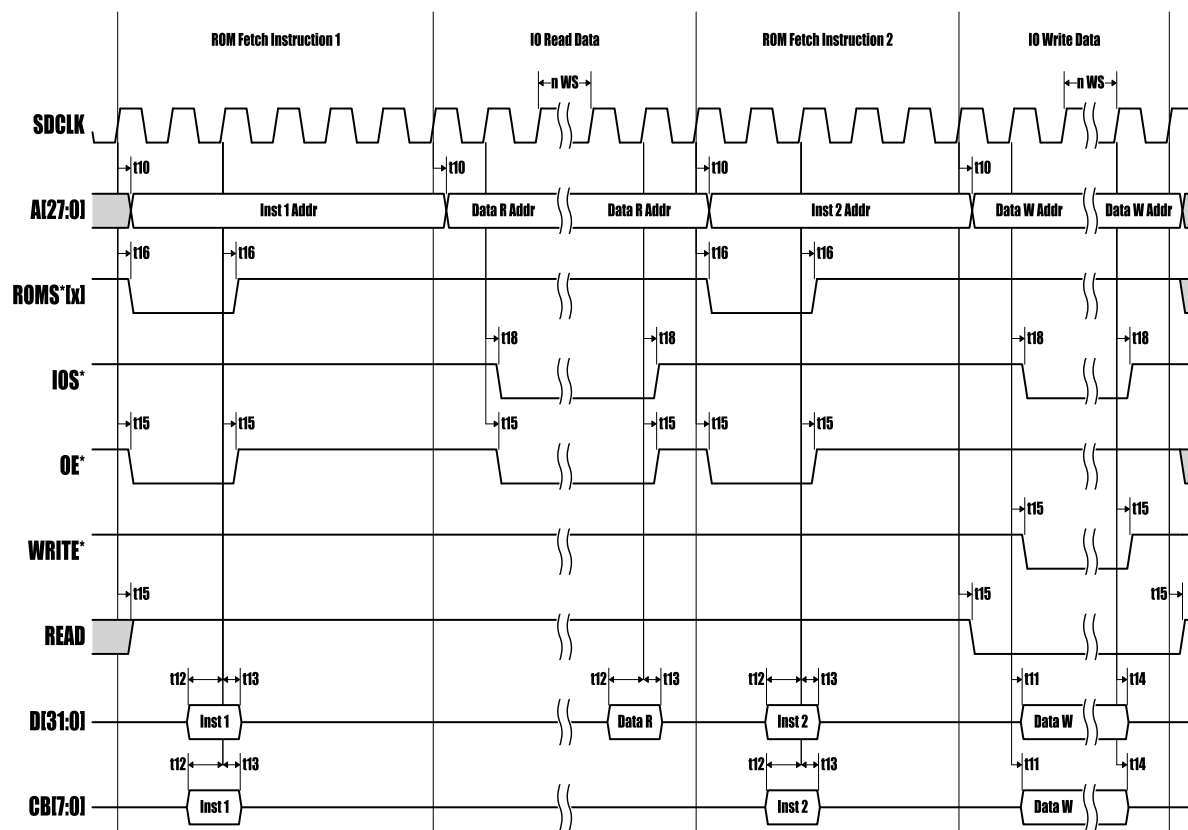 ROM Fetch Instruction 1 IO Read Data ROM Fetch Instruction 2 IO Write Data
n WS n WS
SDCLK
t10 t10 t10 t10
A[27:0] Inst 1 Addr Data R Addr Data R Addr Inst 2 Addr Data W Addr Data W Addr
t16 t16 t16 t16
ROMS*[x]
t18 t18 t18 t18
IOS*
t15 t15 t15 t15 t15 t15
OE*
t15 t15
WRITE*
t15 t15 t15
READ
t12 t13 t12 t13 t12 t13 t11 t14
D[31:0] Inst 1 Data R Inst 2 Data W
t12 t13 t12 t13 t11 t14
CB[7:0] Inst 1 Inst 2 Data W